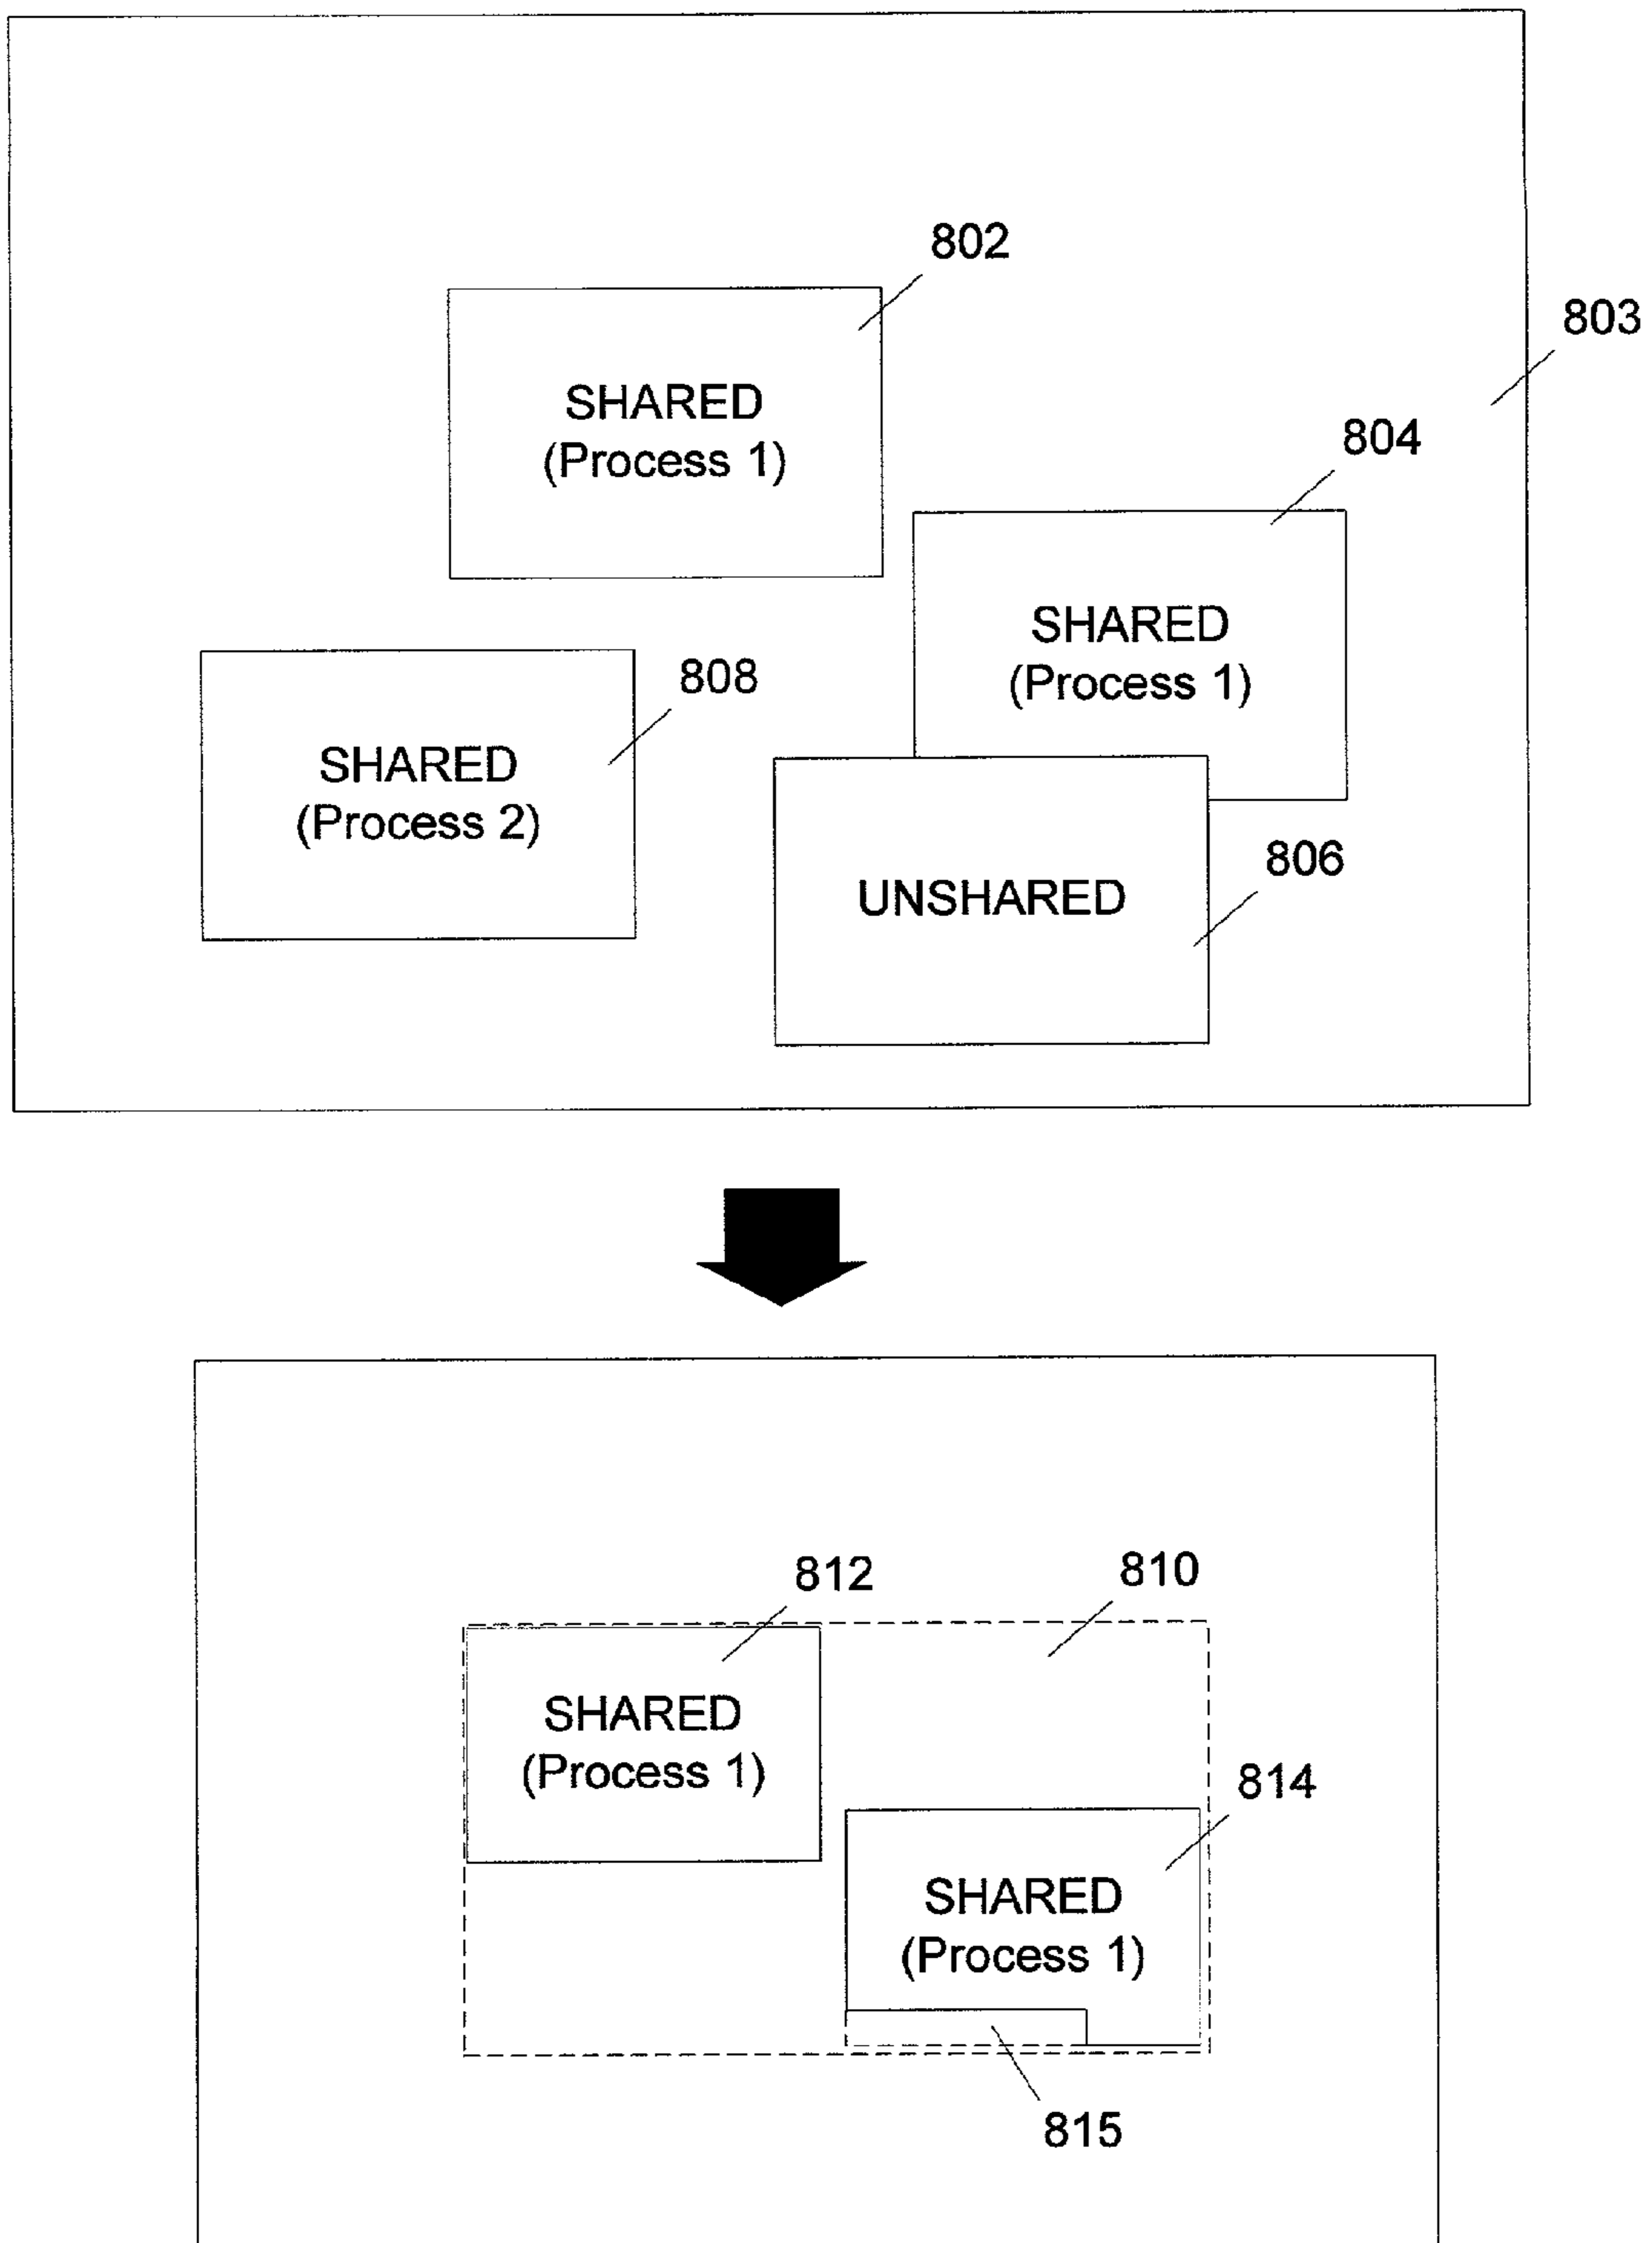 802
803
SHARED
(Process 1)
804
SHARED
(Process 1)
808
SHARED
(Process 2)
806
UNSHARED
812
810
SHARED
(Process 1)
814
SHARED
(Process 1)
815